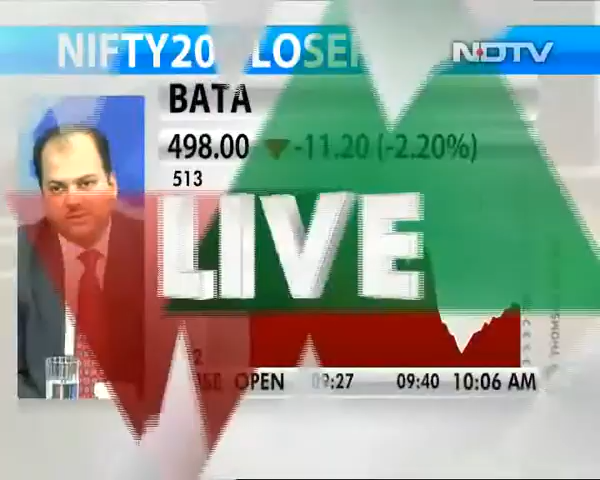 NIFTY20 LOSE
NDTV
BATA
498.00 -11.20 (-2.20%)
513
LIVE
OPEN 09:27 09:40 10:06 AM